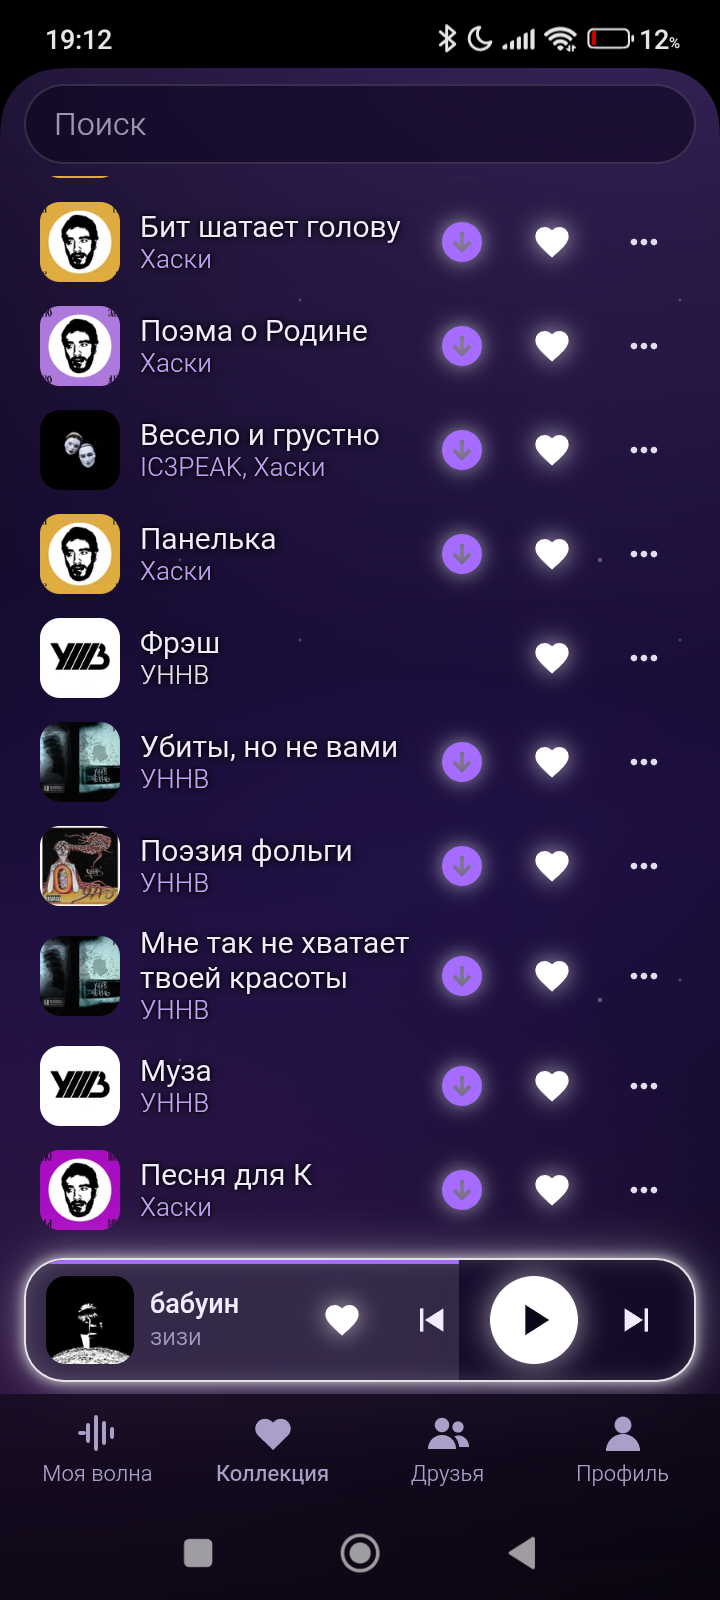 19:12
12%
Поиск
Бит шатает голову
Хаски
Поэма о Родине
Хаски
Весело и грустно
IC3PEAK, Хаски
Панелька
Хаски
Фрэш
УННВ
Убиты, но не вами
УННВ
Поэзия фольги
УННВ
Мне так не хватает
твоей красоты
УННВ
Муза
УННВ
Песня для К
Хаски
бабуин
зизи
Моя волна
Коллекция
Друзья
Профиль